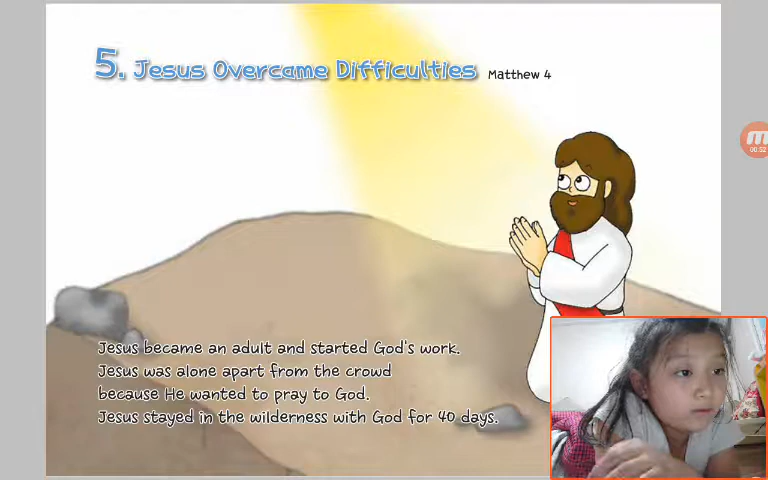 5. Jesus Overcame Difficulties Matthew 4
00:52
Jesus became an adult and started God's work.
Jesus was alone apart from the crowd
because He wanted to pray to God.
Jesus stayed in the wilderness with God for 40 days.